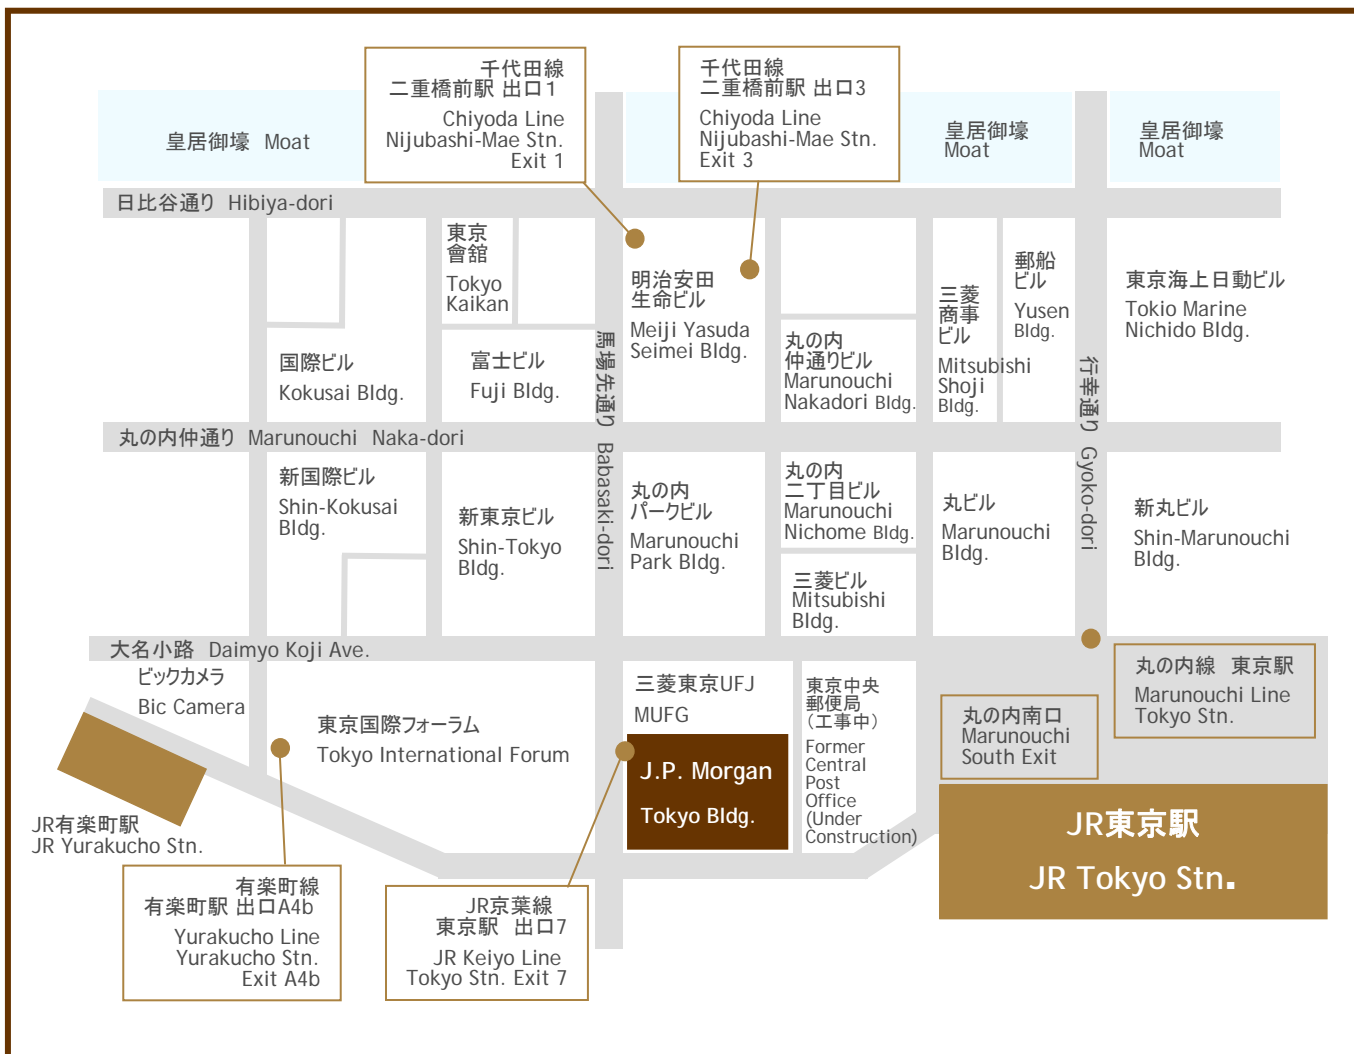 千代田線
二重橋前駅 出口1
Chiyoda Line
Nijubashi-Mae Stn.
Exit 1
千代田線
二重橋前駅 出口3
Chiyoda Line
Nijubashi-Mae Stn.
Exit 3
皇居御壕 Moat
皇居御壕
Moat
皇居御壕
Moat
日比谷通り Hibiya-dori
東京
會舘
Tokyo
Kaikan
明治安田
生命ビル
Meiji Yasuda
Seimei Bldg.
三菱
商事
ビル
Mitsubishi
Shoji
Bldg.
郵船
ビル
Yusen
Bldg.
東京海上日動ビル
Tokio Marine
Nichido Bldg.
国際ビル
Kokusai Bldg.
富士ビル
Fuji Bldg.
馬場先通り Babasaki-dori
丸の内
仲通りビル
Marunouchi
Nakadori Bldg.
行幸通り Gyoko-dori
丸の内仲通り Marunouchi Naka-dori
新国際ビル
Shin-Kokusai
Bldg.
新東京ビル
Shin-Tokyo
Bldg.
丸の内
パークビル
Marunouchi
Park Bldg.
丸の内
二丁目ビル
Marunouchi
Nichome Bldg.
三菱ビル
Mitsubishi
Bldg.
丸ビル
Marunouchi
Bldg.
新丸ビル
Shin-Marunouchi
Bldg.
大名小路 Daimyo Koji Ave.
ビックカメラ
Bic Camera
東京国際フォーラム
Tokyo International Forum
三菱東京UFJ
MUFG
J.P. Morgan
Tokyo Bldg.
東京中央
郵便局
(工事中)
Former
Central
Post
Office
(Under
Construction)
丸の内南口
Marunouchi
South Exit
丸の内線 東京駅
Marunouchi Line
Tokyo Stn.
JR東京駅
JR Tokyo Stn.
JR有楽町駅
JR Yurakucho Stn.
有楽町線
有楽町駅 出口A4b
Yurakucho Line
Yurakucho Stn.
Exit A4b
JR京葉線
東京駅 出口7
JR Keiyo Line
Tokyo Stn. Exit 7